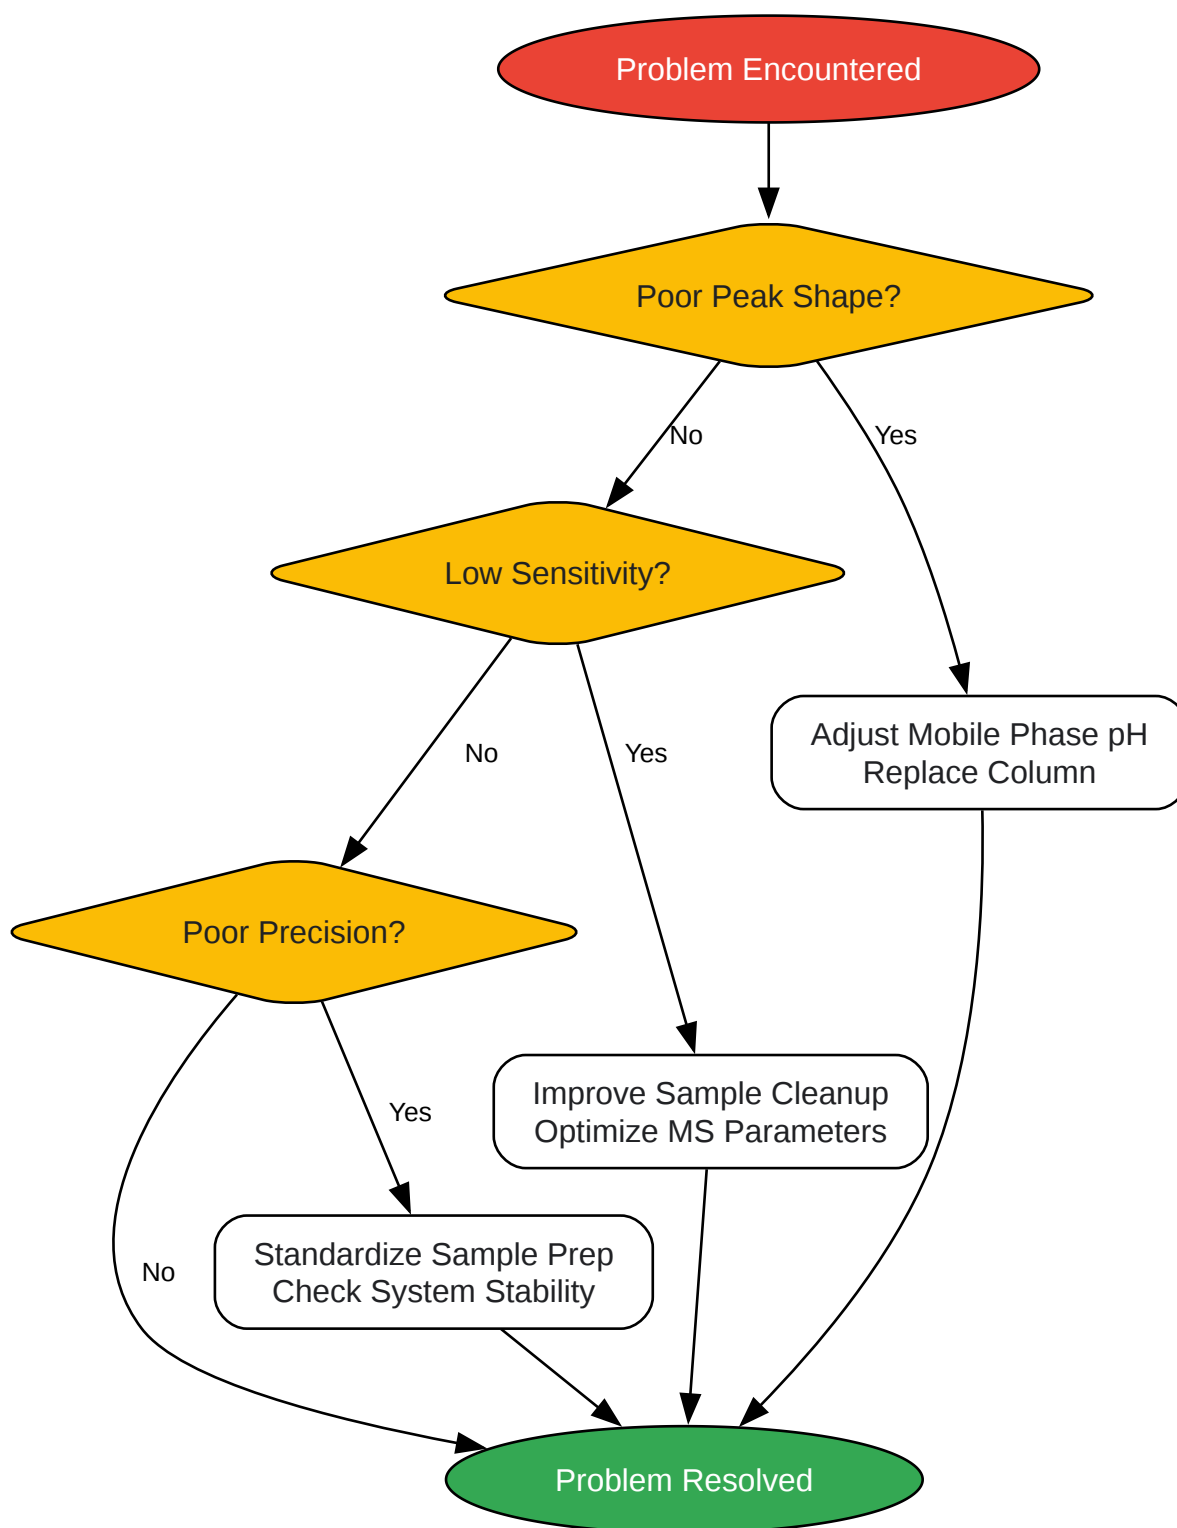 Problem Encountered
Poor Peak Shape?
No
Yes
Low Sensitivity?
No
Yes
Adjust Mobile Phase pH
Replace Column
Poor Precision?
Yes
Improve Sample Cleanup
Optimize MS Parameters
No
Standardize Sample Prep
Check System Stability
Problem Resolved